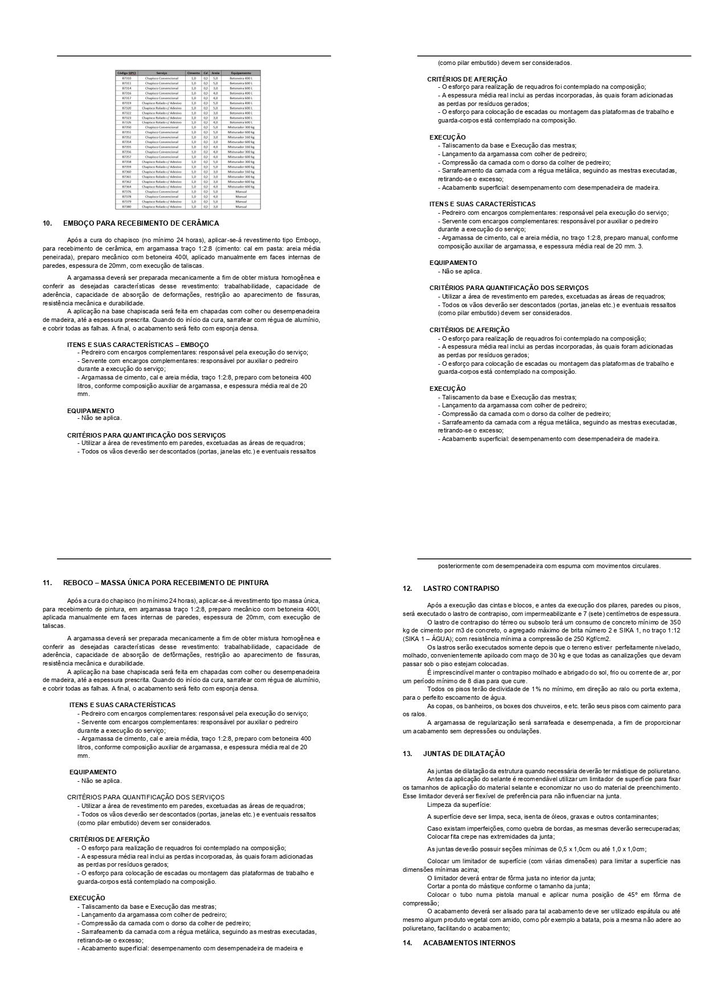 Código SIPCI Serviço Cimento Cal Areia Equipamento
87310 Chapisco Convencional 1,0 0,0 5,0 Betoneira 400 L
87311 Chapisco Convencional 1,0 0,0 5,0 Betoneira 600 L
87314 Chapisco Convencional 1,0 0,0 3,0 Betoneira 600 L
87316 Chapisco Convencional 1,0 0,0 4,0 Betoneira 400 L
87317 Chapisco Convencional 1,0 0,0 4,0 Betoneira 600 L
87319 Chapisco Rolado c/ Adesivo 1,0 0,0 5,0 Betoneira 400 L
87320 Chapisco Rolado c/ Adesivo 1,0 0,0 5,0 Betoneira 600 L
87322 Chapisco Rolado c/ Adesivo 1,0 0,0 3,0 Betoneira 400 L
87323 Chapisco Rolado c/ Adesivo 1,0 0,0 3,0 Betoneira 600 L
87326 Chapisco Rolado c/ Adesivo 1,0 0,0 4,0 Betoneira 600 L
87350 Chapisco Convencional 1,0 0,0 5,0 Misturador 300 kg
87351 Chapisco Convencional 1,0 0,0 5,0 Misturador 600 kg
87352 Chapisco Convencional 1,0 0,0 3,0 Misturador 160 kg
87354 Chapisco Convencional 1,0 0,0 3,0 Misturador 600 kg
87355 Chapisco Convencional 1,0 0,0 4,0 Misturador 160 kg
87356 Chapisco Convencional 1,0 0,0 4,0 Misturador 300 kg
87357 Chapisco Convencional 1,0 0,0 4,0 Misturador 600 kg
87358 Chapisco Rolado c/ Adesivo 1,0 0,0 5,0 Misturador 300 kg
87359 Chapisco Rolado c/ Adesivo 1,0 0,0 5,0 Misturador 600 kg
87360 Chapisco Rolado c/ Adesivo 1,0 0,0 3,0 Misturador 160 kg
87361 Chapisco Rolado c/ Adesivo 1,0 0,0 3,0 Misturador 300 kg
87362 Chapisco Rolado c/ Adesivo 1,0 0,0 3,0 Misturador 600 kg
87364 Chapisco Rolado c/ Adesivo 1,0 0,0 4,0 Misturador 600 kg
87376 Chapisco Convencional 1,0 0,0 5,0 Manual
87378 Chapisco Convencional 1,0 0,0 4,0 Manual
87379 Chapisco Rolado c/ Adesivo 1,0 0,0 5,0 Manual
87380 Chapisco Rolado c/ Adesivo 1,0 0,0 3,0 Manual
10. EMBOÇO PARA RECEBIMENTO DE CERÂMICA
Após a cura do chapisco (no mínimo 24 horas), aplicar-se-á revestimento tipo Emboço,
para recebimento de cerâmica, em argamassa traço 1:2:8 (cimento: cal em pasta: areia média
peneirada), preparo mecânico com betoneira 400l, aplicado manualmente em faces internas de
paredes, espessura de 20mm, com execução de taliscas.
A argamassa deverá ser preparada mecanicamente a fim de obter mistura homogênea e
conferir as desejadas características desse revestimento: trabalhabilidade, capacidade de
aderência, capacidade de absorção de deformações, restrição ao aparecimento de fissuras,
resistência mecânica e durabilidade.
A aplicação na base chapiscada será feita em chapadas com colher ou desempenadeira
de madeira, até a espessura prescrita. Quando do início da cura, sarrafear com régua de alumínio,
e cobrir todas as falhas. A final, o acabamento será feito com esponja densa.
ITENS E SUAS CARACTERÍSTICAS – EMBOÇO
- Pedreiro com encargos complementares: responsável pela execução do serviço;
- Servente com encargos complementares: responsável por auxiliar o pedreiro
durante a execução do serviço;
- Argamassa de cimento, cal e areia média, traço 1:2:8, preparo com betoneira 400
litros, conforme composição auxiliar de argamassa, e espessura média real de 20
mm.
EQUIPAMENTO
- Não se aplica.
CRITÉRIOS PARA QUANTIFICAÇÃO DOS SERVIÇOS
- Utilizar a área de revestimento em paredes, excetuadas as áreas de requadros;
- Todos os vãos deverão ser descontados (portas, janelas etc.) e eventuais ressaltos
(como pilar embutido) devem ser considerados.
CRITÉRIOS DE AFERIÇÃO
- O esforço para realização de requadros foi contemplado na composição;
- A espessura média real inclui as perdas incorporadas, às quais foram adicionadas
as perdas por resíduos gerados;
- O esforço para colocação de escadas ou montagem das plataformas de trabalho e
guarda-corpos está contemplado na composição.
EXECUÇÃO
- Taliscamento da base e Execução das mestras;
- Lançamento da argamassa com colher de pedreiro;
- Compressão da camada com o dorso da colher de pedreiro;
- Sarrafeamento da camada com a régua metálica, seguindo as mestras executadas,
retirando-se o excesso;
- Acabamento superficial: desempenamento com desempenadeira de madeira.
ITENS E SUAS CARACTERÍSTICAS
- Pedreiro com encargos complementares: responsável pela execução do serviço;
- Servente com encargos complementares: responsável por auxiliar o pedreiro
durante a execução do serviço;
- Argamassa de cimento, cal e areia média, no traço 1:2:8, preparo manual, conforme
composição auxiliar de argamassa, e espessura média real de 20 mm. 3.
EQUIPAMENTO
- Não se aplica.
CRITÉRIOS PARA QUANTIFICAÇÃO DOS SERVIÇOS
- Utilizar a área de revestimento em paredes, excetuadas as áreas de requadros;
- Todos os vãos deverão ser descontados (portas, janelas etc.) e eventuais ressaltos
(como pilar embutido) devem ser considerados.
CRITÉRIOS DE AFERIÇÃO
- O esforço para realização de requadros foi contemplado na composição;
- A espessura média real inclui as perdas incorporadas, às quais foram adicionadas
as perdas por resíduos gerados;
- O esforço para colocação de escadas ou montagem das plataformas de trabalho e
guarda-corpos está contemplado na composição.
EXECUÇÃO
- Taliscamento da base e Execução das mestras;
- Lançamento da argamassa com colher de pedreiro;
- Compressão da camada com o dorso da colher de pedreiro;
- Sarrafeamento da camada com a régua metálica, seguindo as mestras executadas,
retirando-se o excesso;
- Acabamento superficial: desempenamento com desempenadeira de madeira.
11. REBOCO – MASSA ÚNICA PORA RECEBIMENTO DE PINTURA
Após a cura do chapisco (no mínimo 24 horas), aplicar-se-á revestimento tipo massa única,
para recebimento de pintura, em argamassa traço 1:2:8, preparo mecânico com betoneira 400l,
aplicada manualmente em faces internas de paredes, espessura de 20mm, com execução de
taliscas.
A argamassa deverá ser preparada mecanicamente a fim de obter mistura homogênea e
conferir as desejadas características desse revestimento: trabalhabilidade, capacidade de
aderência, capacidade de absorção de defôrmações, restrição ao aparecimento de fissuras,
resistência mecânica e durabilidade.
A aplicação na base chapiscada será feita em chapadas com colher ou desempenadeira
de madeira, até a espessura prescrita. Quando do início da cura, sarrafear com régua de alumínio,
e cobrir todas as falhas. A final, o acabamento será feito com esponja densa.
ITENS E SUAS CARACTERÍSTICAS
- Pedreiro com encargos complementares: responsável pela execução do serviço;
- Servente com encargos complementares: responsável por auxiliar o pedreiro
durante a execução do serviço;
- Argamassa de cimento, cal e areia média, traço 1:2:8, preparo com betoneira 400
litros, conforme composição auxiliar de argamassa, e espessura média real de 20
mm.
EQUIPAMENTO
- Não se aplica.
CRITÉRIOS PARA QUANTIFICAÇÃO DOS SERVIÇOS
- Utilizar a área de revestimento em paredes, excetuadas as áreas de requadros;
- Todos os vãos deverão ser descontados (portas, janelas etc.) e eventuais ressaltos
(como pilar embutido) devem ser considerados.
CRITÉRIOS DE AFERIÇÃO
- O esforço para realização de requadros foi contemplado na composição;
- A espessura média real inclui as perdas incorporadas, às quais foram adicionadas
as perdas por resíduos gerados;
- O esforço para colocação de escadas ou montagem das plataformas de trabalho e
guarda-corpos está contemplado na composição.
EXECUÇÃO
- Taliscamento da base e Execução das mestras;
- Lançamento da argamassa com colher de pedreiro;
- Compressão da camada com o dorso da colher de pedreiro;
- Sarrafeamento da camada com a régua metálica, seguindo as mestras executadas,
retirando-se o excesso;
- Acabamento superficial: desempenamento com desempenadeira de madeira e
posteriormente com desempenadeira com espuma com movimentos circulares.
12. LASTRO CONTRAPISO
Após a execução das cintas e blocos, e antes da execução dos pilares, paredes ou pisos,
será executado o lastro de contrapiso, com impermeabilizante e 7 (sete) centímetros de espessura.
O lastro de contrapiso do térreo ou subsolo terá um consumo de concreto mínimo de 350
kg de cimento por m3 de concreto, o agregado máximo de brita número 2 e SIKA 1, no traço 1:12
(SIKA 1 – ÁGUA); com resistência mínima a compressão de 250 Kgf/cm2.
Os lastros serão executados somente depois que o terreno estiver perfeitamente nivelado,
molhado, convenientemente apiloado com maço de 30 kg e que todas as canalizações que devam
passar sob o piso estejam colocadas.
É imprescindível manter o contrapiso molhado e abrigado do sol, frio ou corrente de ar, por
um período mínimo de 8 dias para que cure.
Todos os pisos terão declividade de 1% no mínimo, em direção ao ralo ou porta externa,
para o perfeito escoamento de água.
As copas, os banheiros, os boxes dos chuveiros, e etc. terão seus pisos com caimento para
os ralos.
A argamassa de regularização será sarrafeada e desempenada, a fim de proporcionar
um acabamento sem depressões ou ondulações.
13. JUNTAS DE DILATAÇÃO
As juntas de dilatação da estrutura quando necessária deverão ter mástique de poliuretano.
Antes da aplicação do selante é recomendável utilizar um limitador de superfície para fixar
os tamanhos de aplicação do material selante e economizar no uso do material de preenchimento.
Esse limitador deverá ser flexível de preferência para não influenciar na junta.
Limpeza da superfície:
A superfície deve ser limpa, seca, isenta de óleos, graxas e outros contaminantes;
Caso existam imperfeições, como quebra de bordas, as mesmas deverão serrecuperadas;
Colocar fita crepe nas extremidades da junta;
As juntas deverão possuir seções mínimas de 0,5 x 1,0cm ou até 1,0 x 1,0cm;
Colocar um limitador de superfície (com várias dimensões) para limitar a superfície nas
dimensões mínimas acima;
O limitador deverá entrar de fôrma justa no interior da junta;
Cortar a ponta do mástique conforme o tamanho da junta;
Colocar o tubo numa pistola manual e aplicar numa posição de 45º em fôrma de
compressão;
O acabamento deverá ser alisado para tal acabamento deve ser utilizado espátula ou até
mesmo algum produto vegetal com amido, como pôr exemplo a batata, pois a mesma não adere ao
poliuretano, facilitando o acabamento;
14. ACABAMENTOS INTERNOS